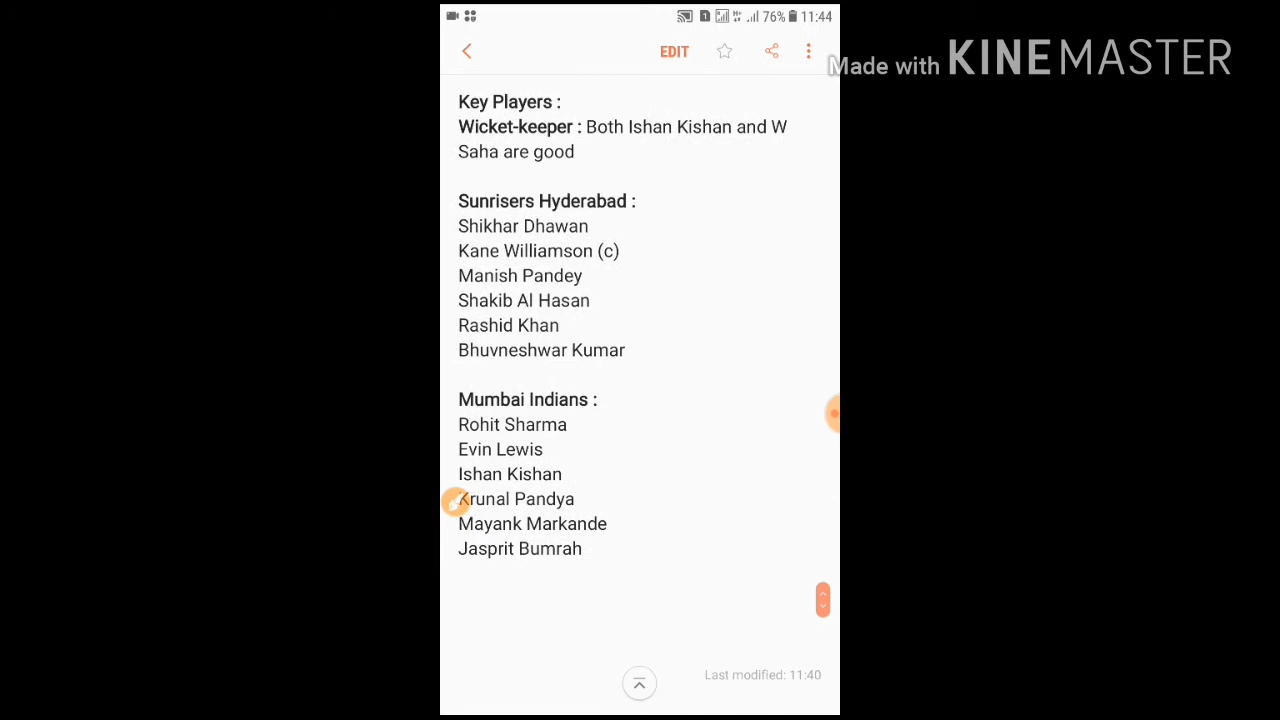 1 76% 11:44
EDIT
Made with KINEMASTER
Key Players :
Wicket-keeper : Both Ishan Kishan and W
Saha are good
Sunrisers Hyderabad :
Shikhar Dhawan
Kane Williamson (c)
Manish Pandey
Shakib Al Hasan
Rashid Khan
Bhuvneshwar Kumar
Mumbai Indians :
Rohit Sharma
Evin Lewis
Ishan Kishan
Krunal Pandya
Mayank Markande
Jasprit Bumrah
Last modified: 11:40